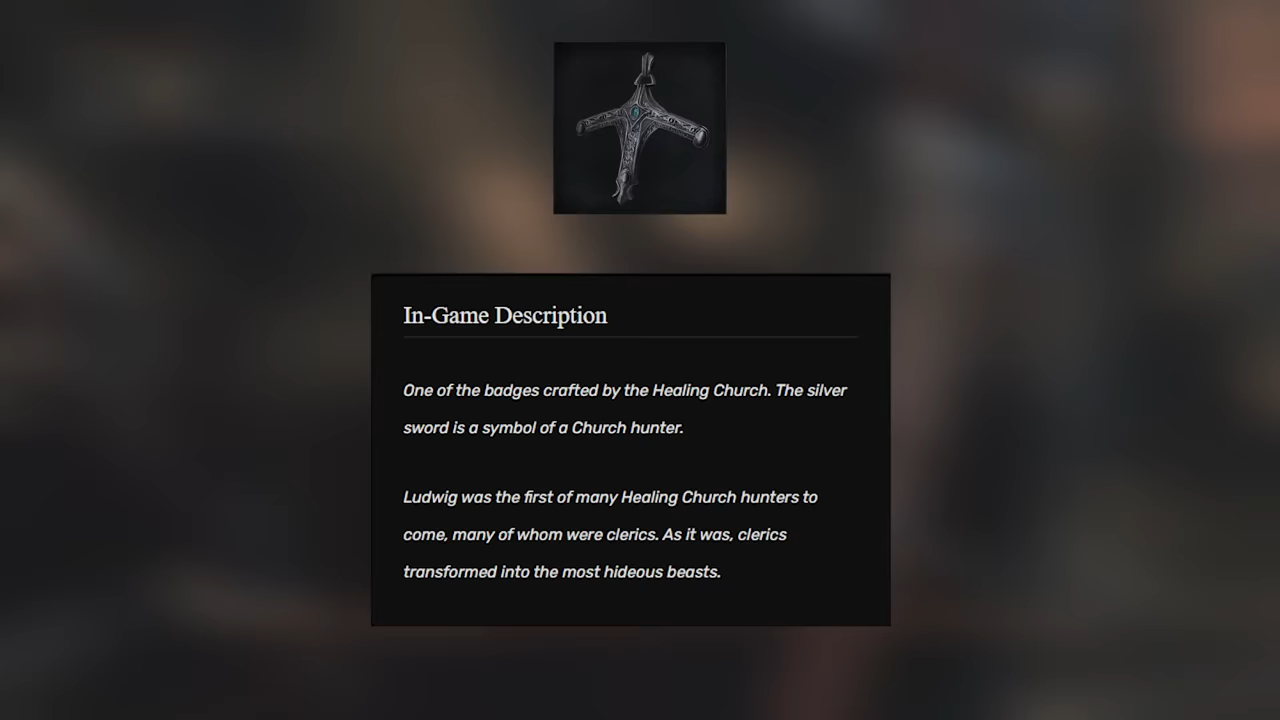 In-Game Description
One of the badges crafted by the Healing Church. The silver
sword is a symbol of a Church hunter.
Ludwig was the first of many Healing Church hunters to
come, many of whom were clerics. As it was, clerics
transformed into the most hideous beasts.